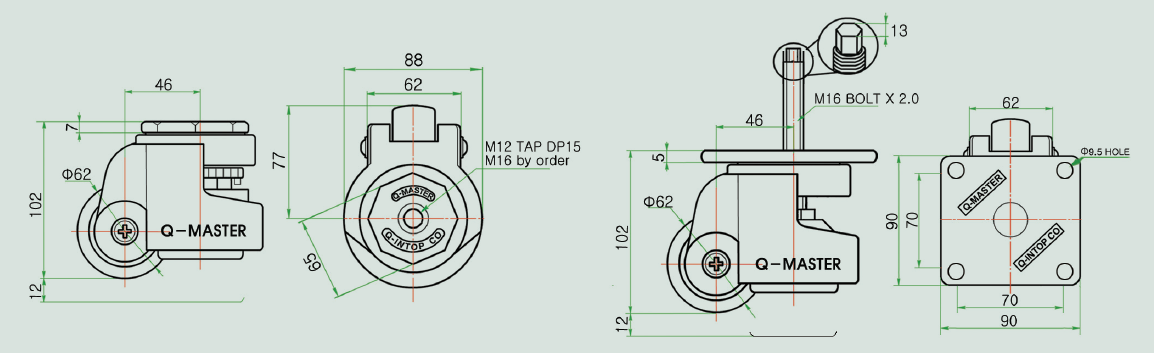 46
7
102
Φ62
Q-MASTER
12
88
62
77
M12 TAP DP15
M16 by order
Q-MASTER
Q-INTOP CO
65
13
M16 BOLT X 2.0
46
5
102
Φ62
Q-MASTER
12
62
Φ9.5 HOLE
Q-MASTER
90
70
Q-INTOP CO
70
90